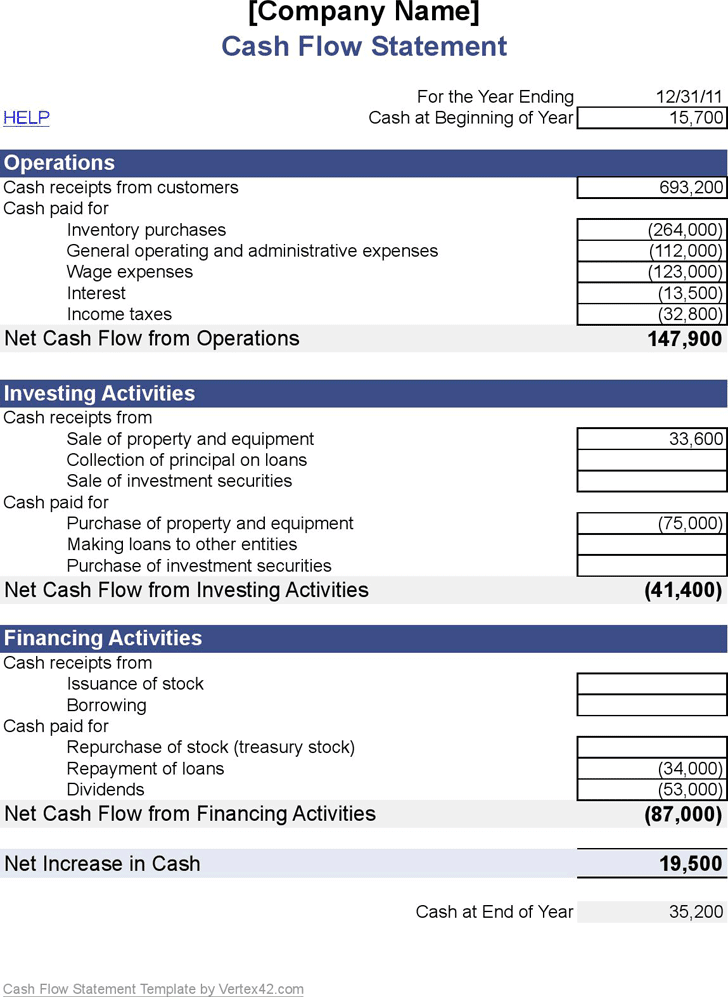 [Company Name]
Cash Flow Statement
For the Year Ending 12/31/11
HELP Cash at Beginning of Year 15,700
Operations
Cash receipts from customers 693,200
Cash paid for
Inventory purchases (264,000)
General operating and administrative expenses (112,000)
Wage expenses (123,000)
Interest (13,500)
Income taxes (32,800)
Net Cash Flow from Operations 147,900
Investing Activities
Cash receipts from
Sale of property and equipment 33,600
Collection of principal on loans
Sale of investment securities
Cash paid for
Purchase of property and equipment (75,000)
Making loans to other entities
Purchase of investment securities
Net Cash Flow from Investing Activities (41,400)
Financing Activities
Cash receipts from
Issuance of stock
Borrowing
Cash paid for
Repurchase of stock (treasury stock)
Repayment of loans (34,000)
Dividends (53,000)
Net Cash Flow from Financing Activities (87,000)
Net Increase in Cash 19,500
Cash at End of Year 35,200
Cash Flow Statement Template by Vertex42.com